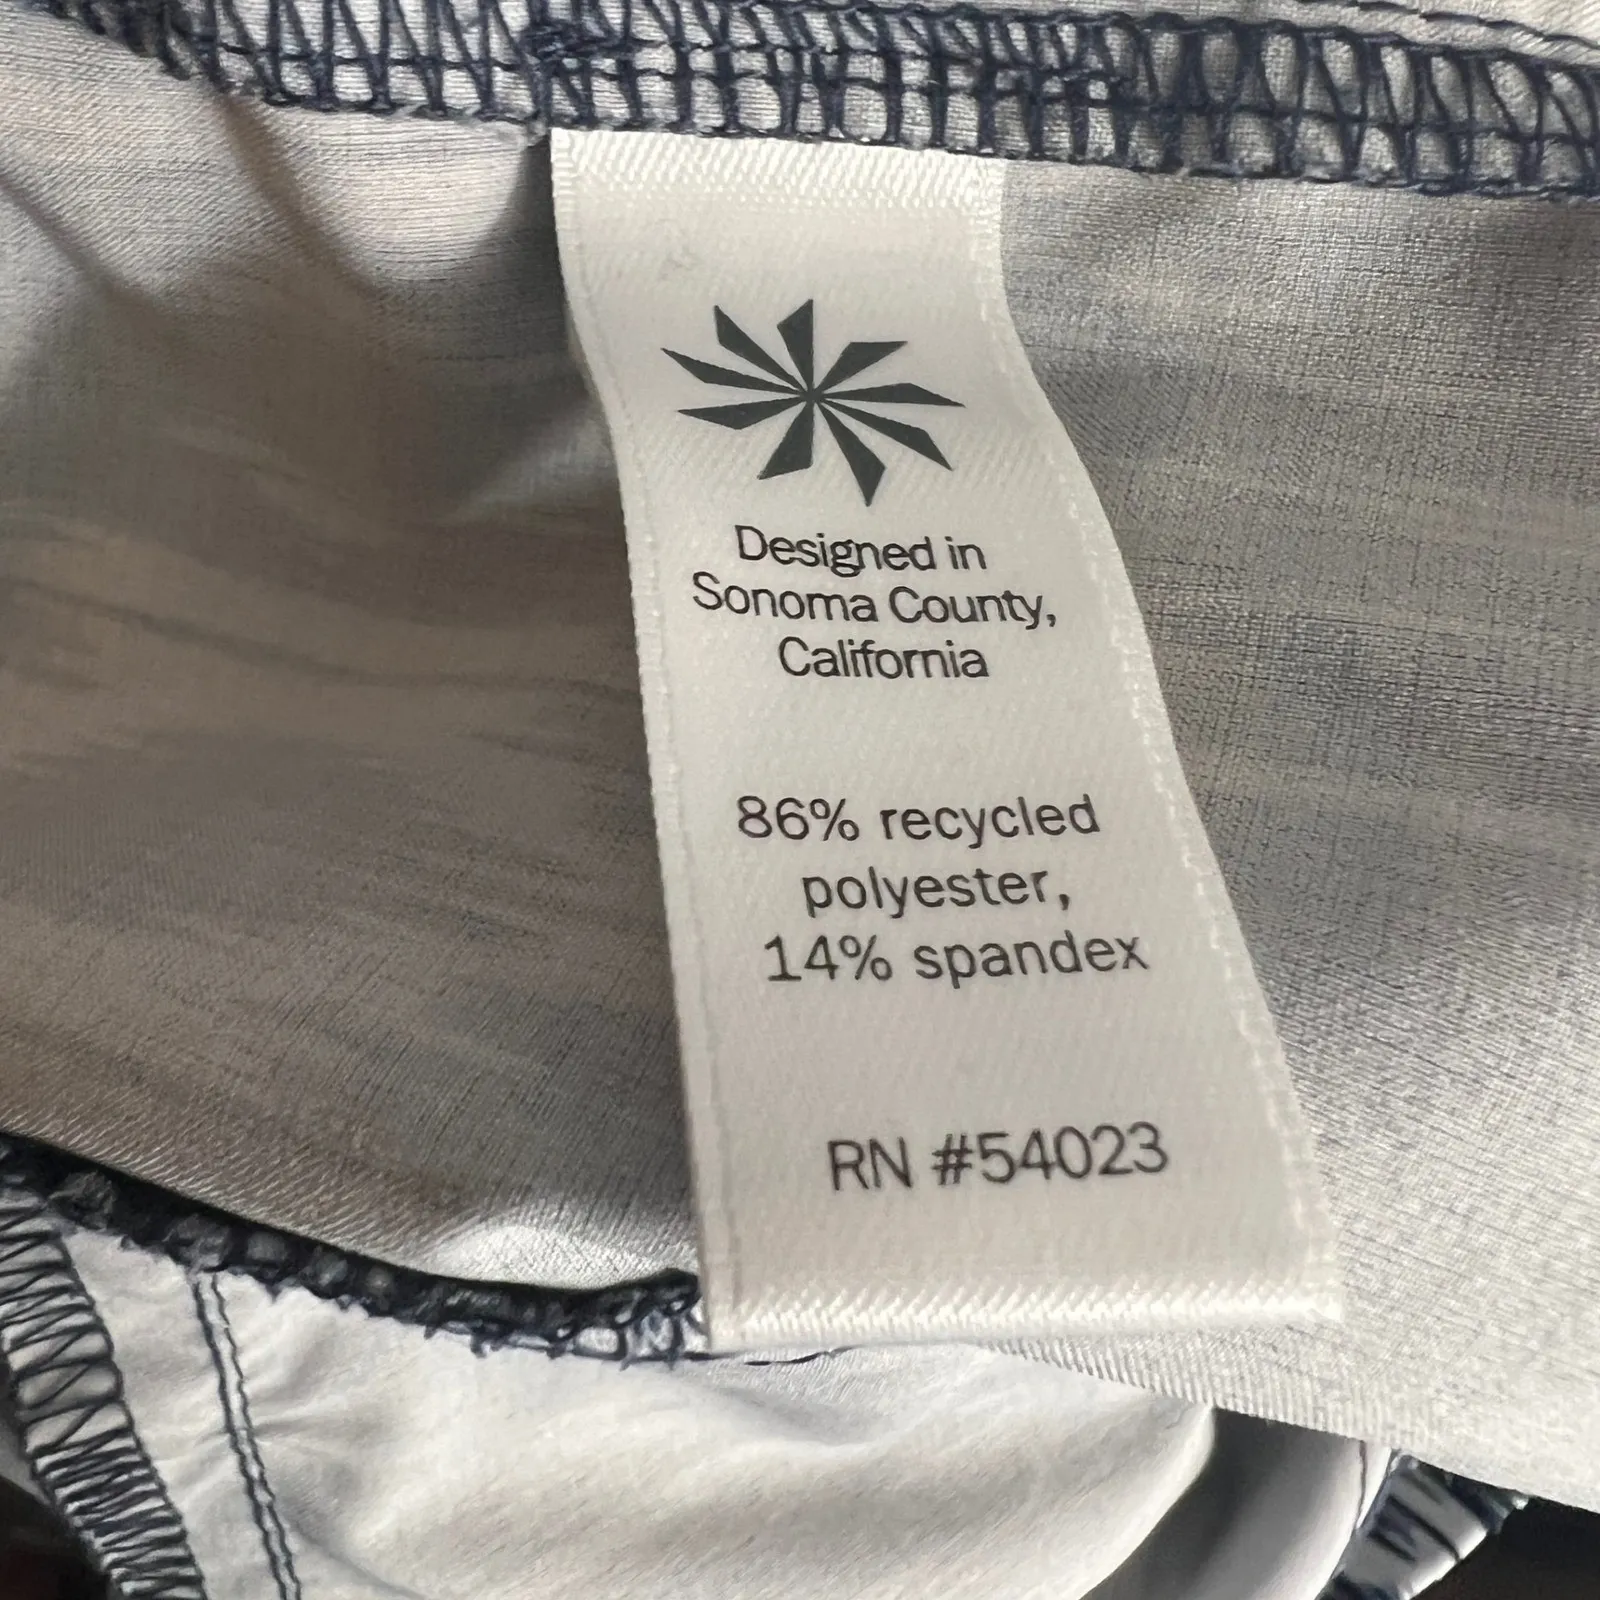 Designed in
Sonoma County,
California
86% recycled
polyester,
14% spandex
RN #54023